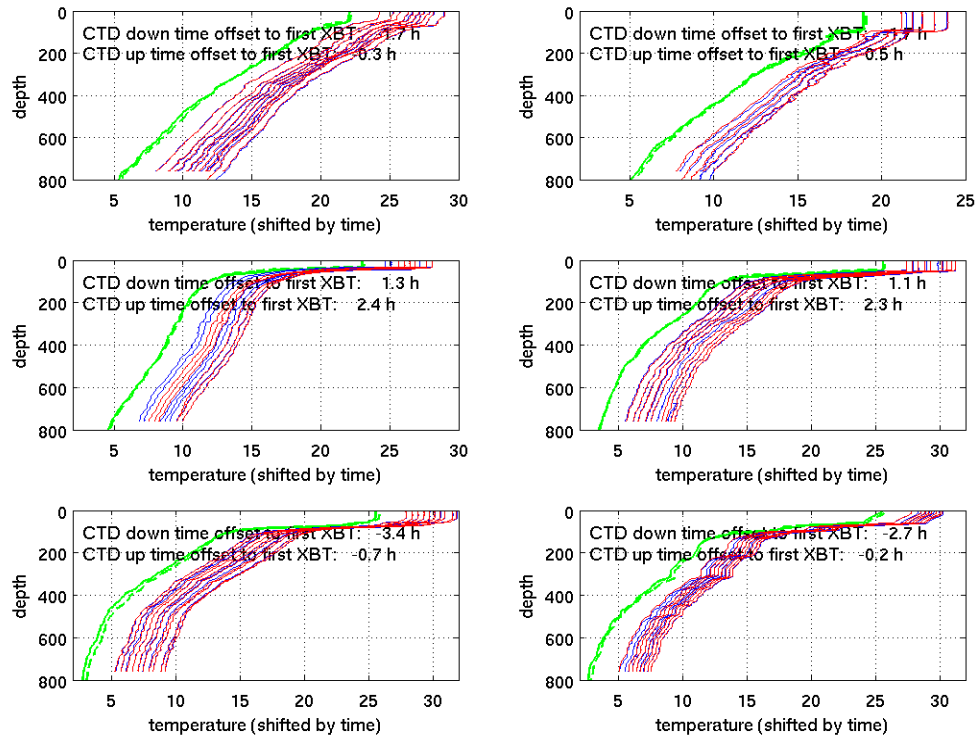 0
200
400
600
800
5
10
15
20
25
30
depth
temperature (shifted by time)
CTD down time offset to first XBT: -1.7 h
CTD up time offset to first XBT: -0.3 h
0
200
400
600
800
5
10
15
20
25
depth
temperature (shifted by time)
CTD down time offset to first XBT: h
CTD up time offset to first XBT: -0.5 h
0
200
400
600
800
5
10
15
20
25
30
depth
temperature (shifted by time)
CTD down time offset to first XBT: 1.3 h
CTD up time offset to first XBT: 2.4 h
0
200
400
600
800
5
10
15
20
25
30
depth
temperature (shifted by time)
CTD down time offset to first XBT: 1.1 h
CTD up time offset to first XBT: 2.3 h
0
200
400
600
800
5
10
15
20
25
30
depth
temperature (shifted by time)
CTD down time offset to first XBT: -3.4 h
CTD up time offset to first XBT: -0.7 h
0
200
400
600
800
5
10
15
20
25
30
depth
temperature (shifted by time)
CTD down time offset to first XBT: -2.7 h
CTD up time offset to first XBT: -0.2 h